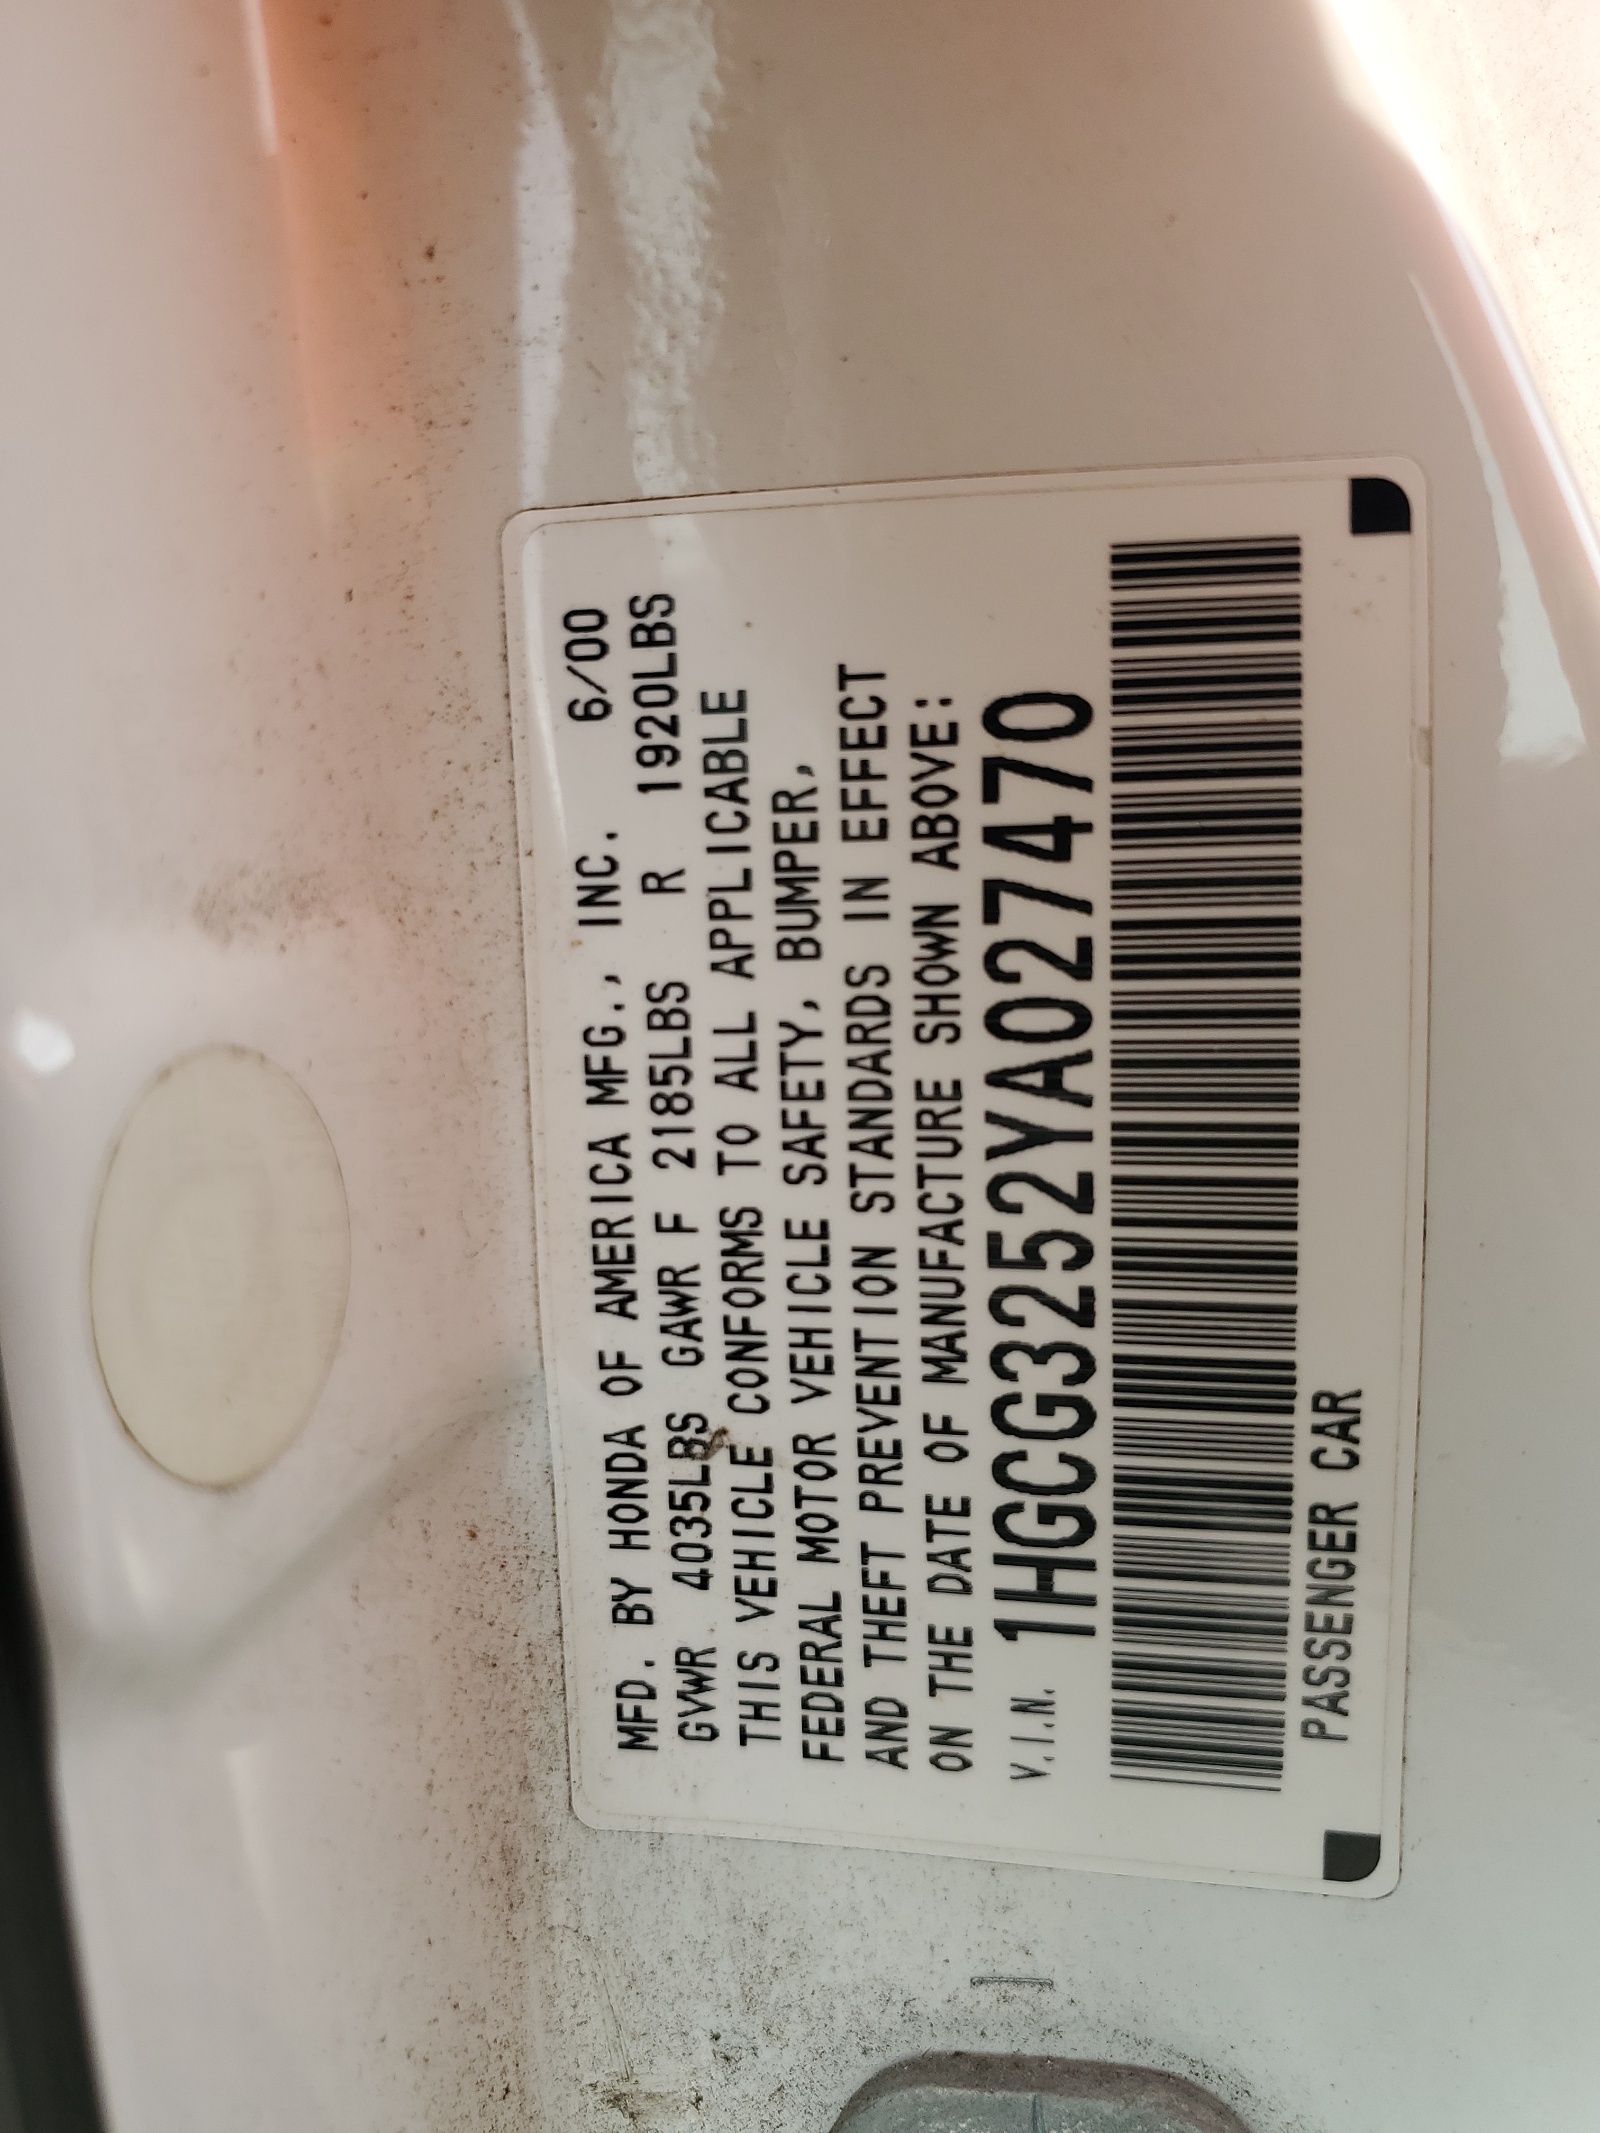 MFD. BY HONDA OF AMERICA MFG., INC. 6/00
GVWR 4035LBS GAWR F 2185LBS R 1920LBS
THIS VEHICLE CONFORMS TO ALL APPLICABLE
FEDERAL MOTOR VEHICLE SAFETY, BUMPER,
AND THEFT PREVENTION STANDARDS IN EFFECT
ON THE DATE OF MANUFACTURE SHOWN ABOVE:
V.I.N. 1HGCG3252YA027470
PASSENGER CAR